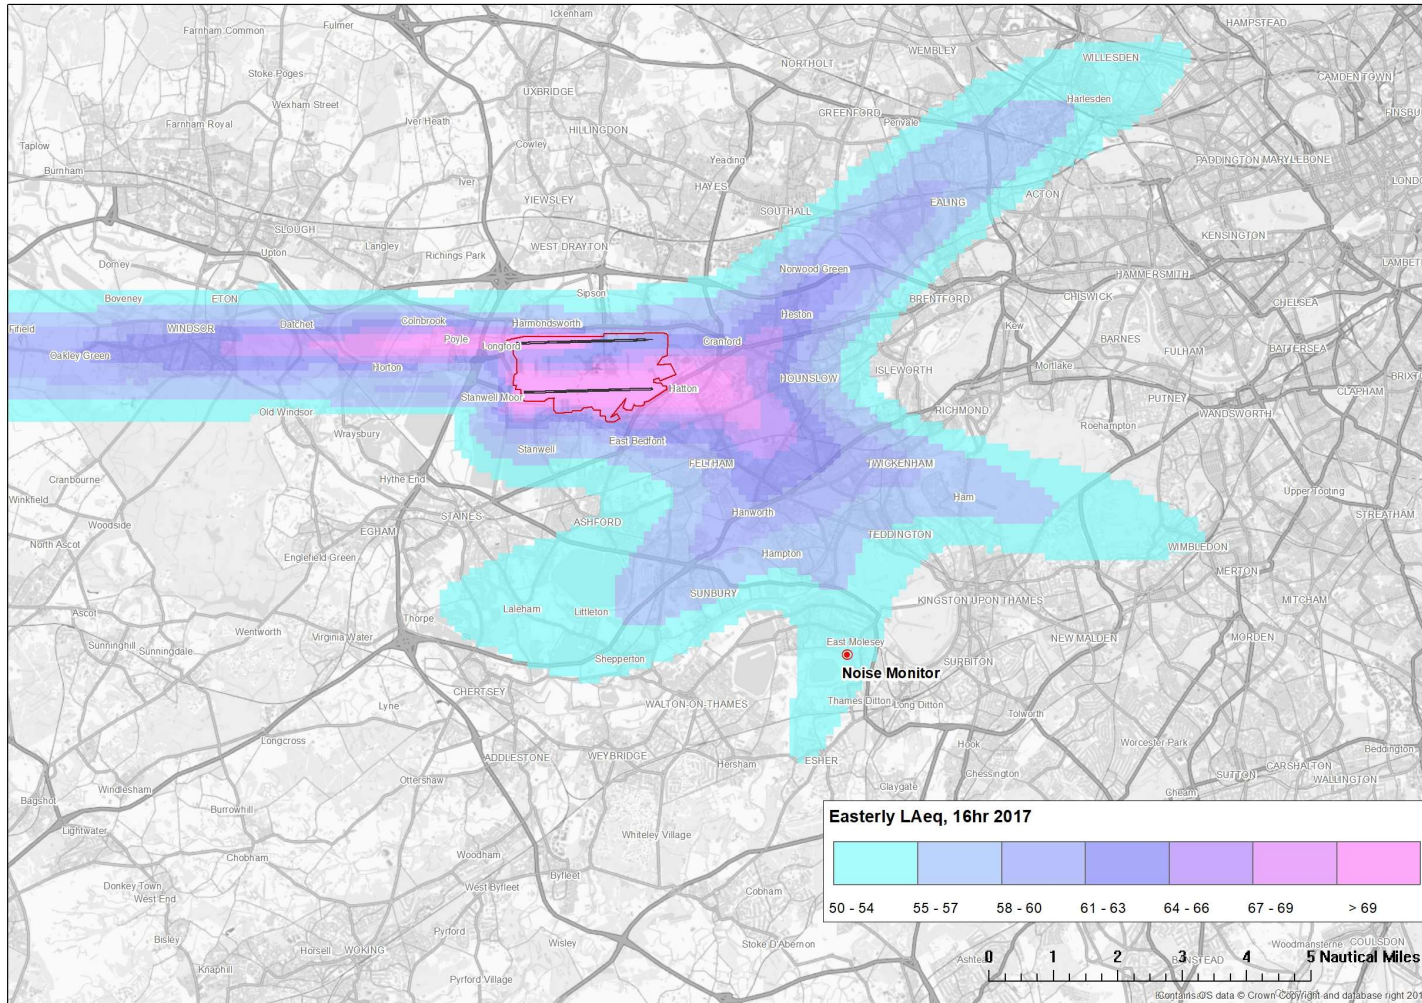 Ickenham
HAMPSTEAD
Farnham Common
Fulmer
WEMBLEY
WILLESDEN
NORTHOLT
Stoke Poges
CAMDEN TOWN
UXBRIDGE
Harlesden
Wexham Street
GREENFORD
Iver Heath
Perivale
Farnham Royal
HILLINGDON
Taplow
Cowley
PADDINGTON
MARYLEBONE
Yeading
Burnham
Iver
HAYES
ACTON
YIEWSLEY
EALING
SOUTHALL
SLOUGH
KENSINGTON
Langley
WEST DRAYTON
Upton
Richings Park
Dorney
Norwood Green
HAMMERSMITH
Sipson
CHISWICK
Boveney
ETON
BRENTFORD
CHELSEA
Heston
Colnbrook
Harmondsworth
Datchet
Kew
Fifield
WINDSOR
Poyle
Longford
Cranford
BARNES
BATTERSEA
FULHAM
Oakley Green
Mortlake
Horton
ISLEWORTH
HOUNSLOW
Hatton
CLAPHAM
Stanwell Moor
PUTNEY
Old Windsor
RICHMOND
WANDSWORTH
Roehampton
Wraysbury
East Bedfont
Stanwell
FELTHAM
TWICKENHAM
Cranbourne
Hythe End
Upper Tooting
Winkfield
Ham
Woodside
Hanworth
STREATHAM
STAINES
ASHFORD
EGHAM
TEDDINGTON
North Ascot
WIMBLEDON
Englefield Green
Hampton
MERTON
SUNBURY
KINGSTON UPON THAMES
MITCHAM
Ascot
Laleham
Littleton
Thorpe
Wentworth
Virginia Water
NEW MALDEN
MORDEN
Sunninghill
Sunningdale
East Molesey
Shepperton
SURBITON
Noise Monitor
CHERTSEY
WALTON-ON-THAMES
Thames Ditton
Long Ditton
Lyne
Tolworth
Longcross
Worcester Park
Hook
Beddington
ADDLESTONE
WEYBRIDGE
Hersham
ESHER
CARSHALTON
Chessington
SUTTON
WALLINGTON
Ottershaw
Windlesham
Claygate
Cheam
Bagshot
Burrowhill
Lightwater
Whiteley Village
Easterly LAeq, 16hr 2017
Chobham
Woodham
Byfleet
West Byfleet
Donkey Town
West End
Cobham
50 - 54 55 - 57 58 - 60 61 - 63 64 - 66 67 - 69 > 69
Pyrford
Bisley
Wisley
Stoke D'Abernon
Horsell
WOKING
Woodmansterne
COULSDON
0 1 2 3 4 5 Nautical Miles
Knaphill
Pyrford Village
Contains OS data © Crown Copyright and database right 20